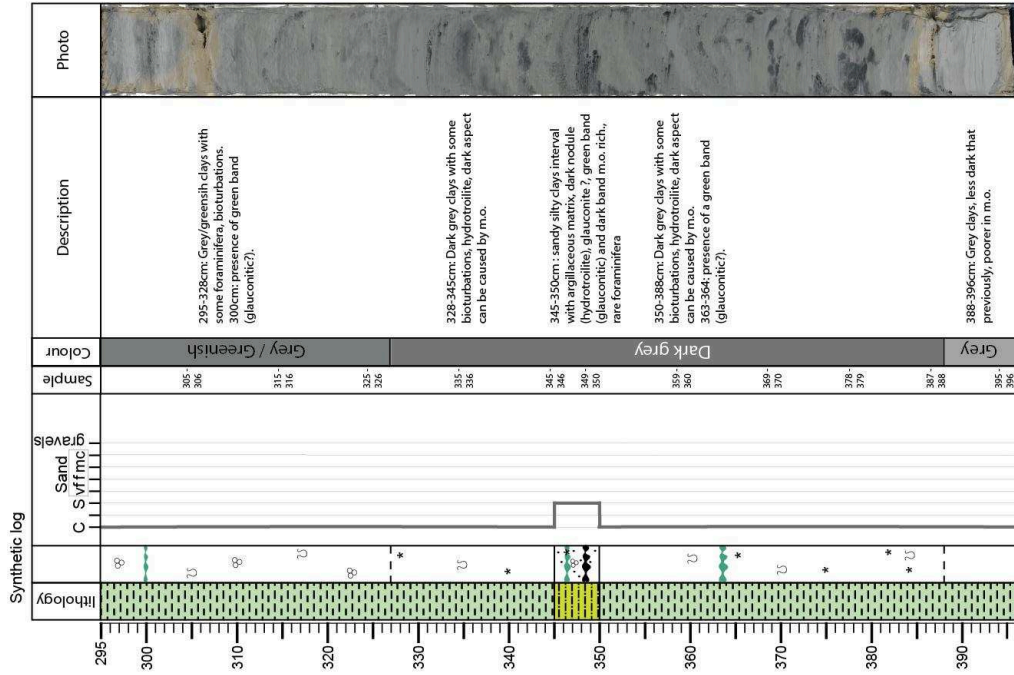 Synthetic log
lithology
C
S
vf
f
m
c
Sand
gravels
Sample
Colour
Description
Photo
295
300
310
320
330
340
350
360
370
380
390
305-
306
315-
316
325-
326
335-
336
345-
346
349-
350
359-
360
369-
370
378-
379
387-
388
395-
396
Grey / Greenish
Dark grey
Grey
295-328cm: Grey/greensih clays with
some foraminifera, bioturbations.
300cm: presence of green band
(glauconitic?).
328-345cm: Dark grey clays with some
bioturbations, hydrotroilite, dark aspect
can be caused by m.o.
345-350cm : sandy silty clays interval
with argillaceous matrix, dark nodule
(hydrotroilite), glauconite ?, green band
(glauconitic) and dark band m.o. rich.,
rare foraminifera
350-388cm: Dark grey clays with some
bioturbations, hydrotroilite, dark aspect
can be caused by m.o.
363-364: presence of a green band
(glauconitic?).
388-396cm: Grey clays, less dark that
previously, poorer in m.o.